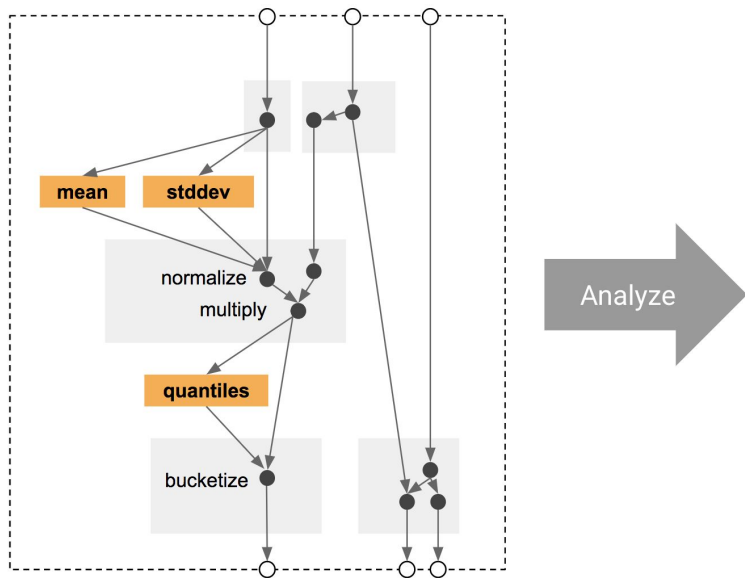 mean
stddev
normalize
multiply
Analyze
quantiles
bucketize